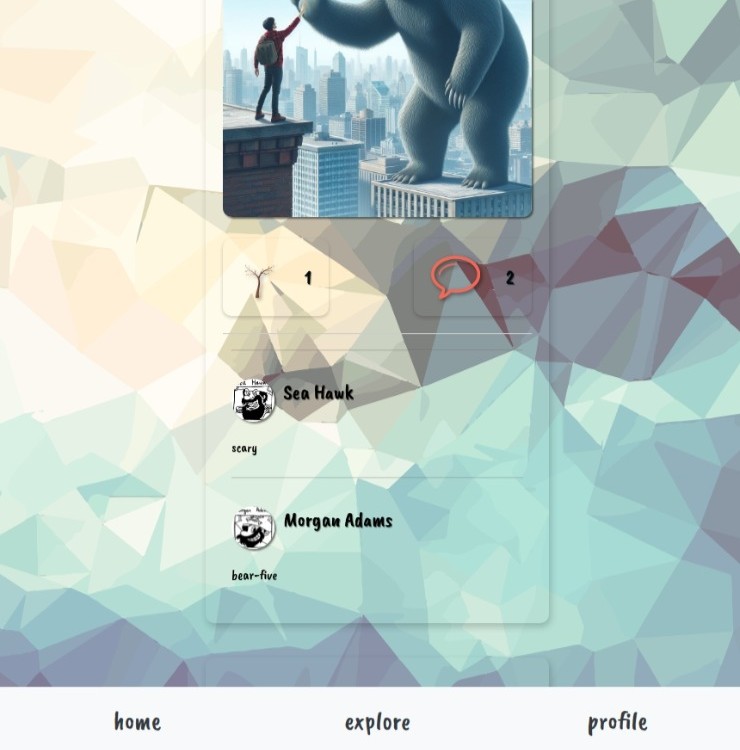 1
2
Sea Hawk
scary
Morgan Adams
bear-five
home
explore
profile